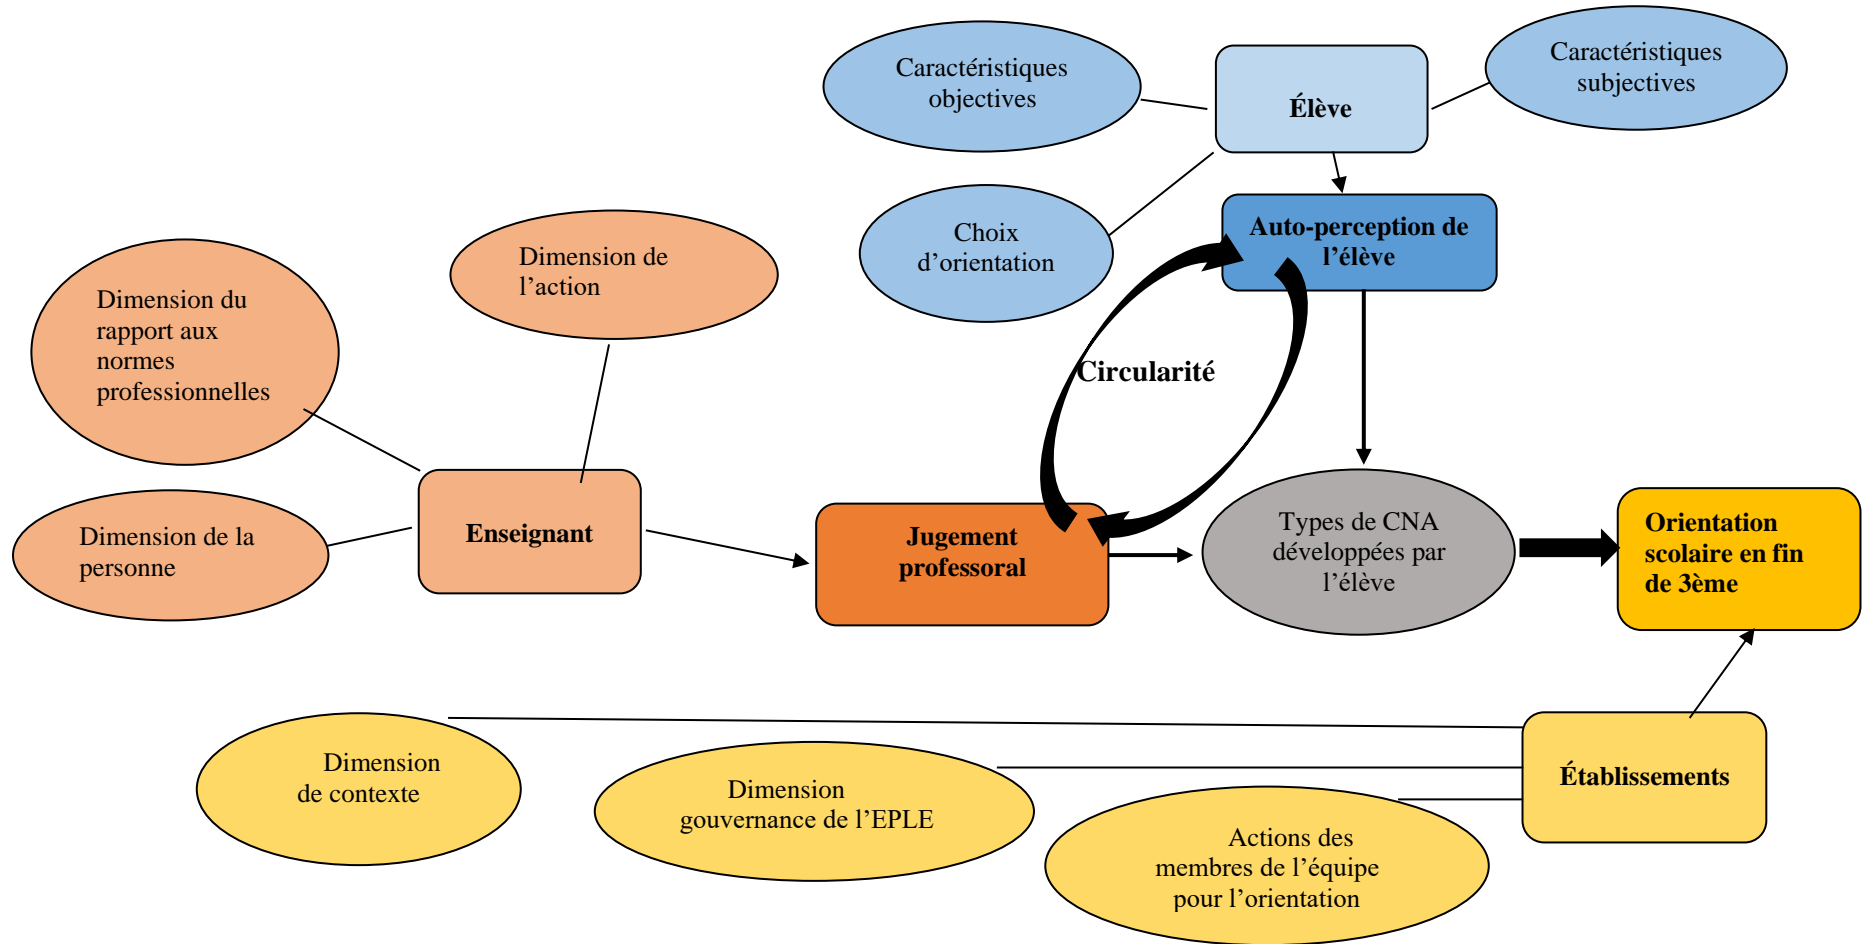 Caractéristiques
objectives
Élève
Caractéristiques
subjectives
Choix
d’orientation
Auto-perception de
l’élève
Dimension de
l’action
Dimension du
rapport aux
normes
professionnelles
Circularité
Dimension de la
personne
Enseignant
Jugement
professoral
Types de CNA
développées par
l’élève
Orientation
scolaire en fin
de 3ème
Dimension
de contexte
Dimension
gouvernance de l’EPLE
Actions des
membres de l’équipe
pour l’orientation
Établissements